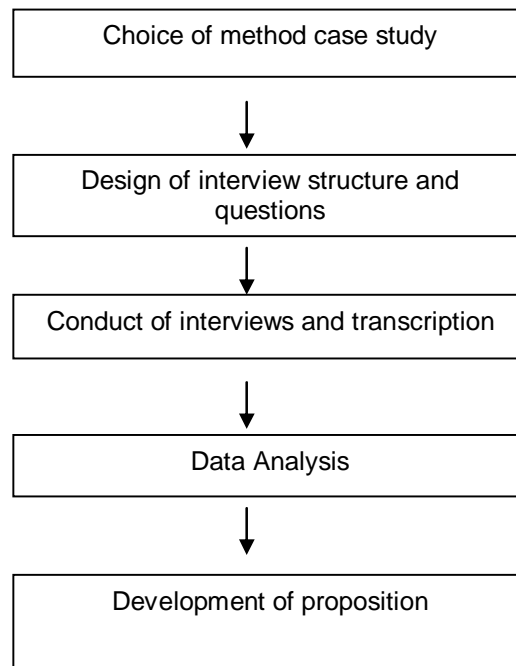 Choice of method case study
Design of interview structure and
questions
Conduct of interviews and transcription
Data Analysis
Development of proposition